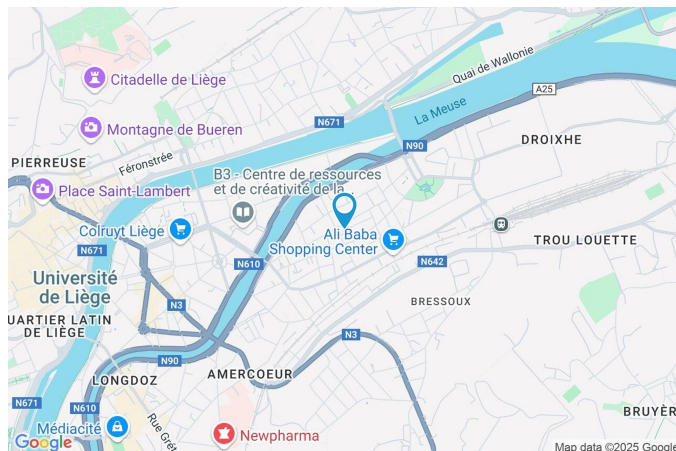 Citadelle de Liège
Quai de Wallonie
A25
La Meuse
Montagne de Bueren
N671
DROIXHE
PIERREUSE
Féronstrée
N90
B3 - Centre de ressources
et de créativité de la...
Place Saint-Lambert
Colruyt Liège
Ali Baba
Shopping Center
N671
TROU LOUETTE
N610
N642
Université
de Liège
N3
BRESSOUX
UARTIER LATIN
DE LIÈGE
N3
N90
AMERCOEUR
LONGDOZ
N671
N610
BRUYÈR
Rue Grét
Médiacité
Newpharma
Google
Map data ©2025 Google